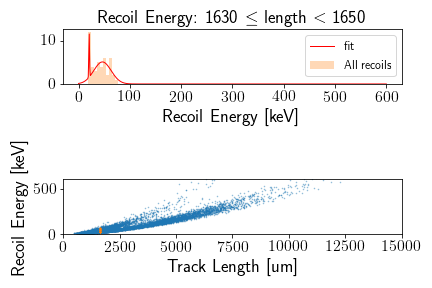 Recoil Energy: 1630 ≤ length < 1650
10
0
fit
All recoils
0 100 200 300 400 500 600
Recoil Energy [keV]
Recoil Energy [keV]
500
0
0 2500 5000 7500 10000 12500 15000
Track Length [um]